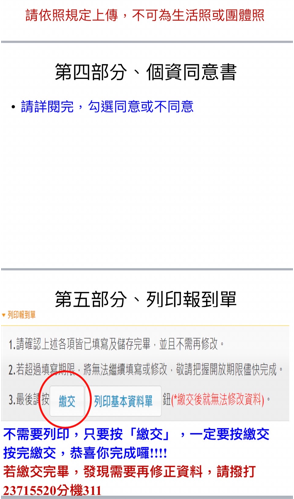 請依照規定上傳，不可為生活照或團體照
第四部分、個資同意書
• 請詳閱完，勾選同意或不同意
第五部分、列印報到單
列印報到單
1.請確認上述各項皆已填寫及儲存完畢，並且不需再修改。
2.若超過填寫期限，將無法繼續填寫或修改，敬請把握開放期限儘快完成。
3.最後請按 繳交 列印基本資料單 鈕(*繳交後就無法修改資料)。
不需要列印，只要按「繳交」，一定要按繳交
按完繳交，恭喜你完成囉!!!!
若繳交完畢，發現需要再修正資料，請撥打
23715520分機311